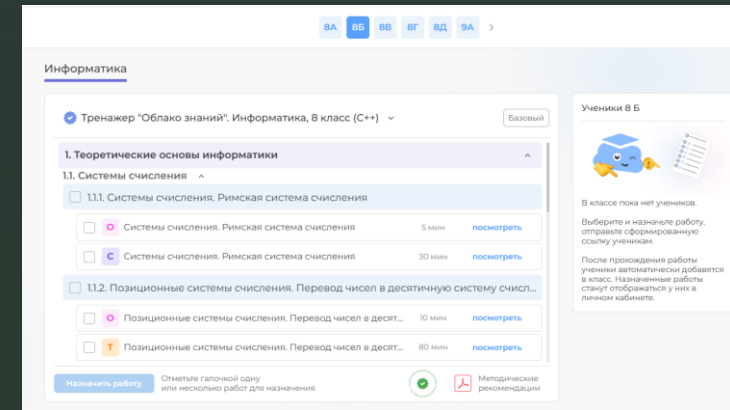 8А 8Б 8В 8Г 8Д 9А
Информатика
Тренажер "Облако знаний". Информатика, 8 класс (C++)
Базовый
1. Теоретические основы информатики
1.1. Системы счисления
1.1.1. Системы счисления. Римская система счисления
О Системы счисления. Римская система счисления 5 мин посмотреть
С Системы счисления. Римская система счисления 30 мин посмотреть
1.1.2. Позиционные системы счисления. Перевод чисел в десятичную систему числ...
О Позиционные системы счисления. Перевод чисел в десят... 10 мин посмотреть
Т Позиционные системы счисления. Перевод чисел в десят... 80 мин посмотреть
Назначить работу
Отметьте галочкой одну
или несколько работ для назначения
Методические
рекомендации
Ученики 8 Б
В классе пока нет учеников.
Выберите и назначьте работу,
отправьте сформированную
ссылку ученикам.
После прохождения работы
ученики автоматически добавятся
в класс. Назначенные работы
станут отображаться у них в
личном кабинете.